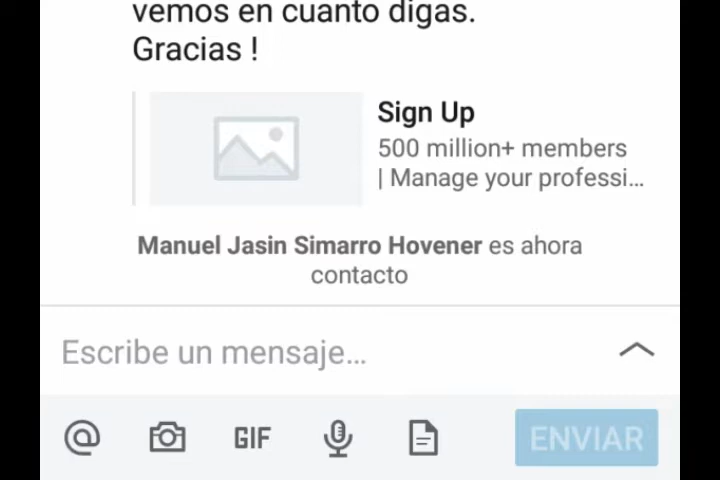 vemos en cuanto digas.
Gracias !
Sign Up
500 million+ members
| Manage your professi...
Manuel Jasin Simarro Hovener es ahora
contacto
Escribe un mensaje...
@
GIF
ENVIAR